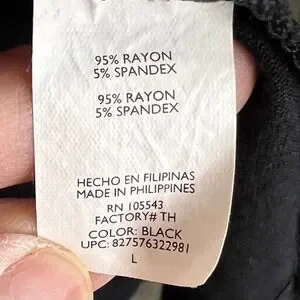 95% RAYON
5% SPANDEX
95% RAYON
5% SPANDEX
HECHO EN FILIPINAS
MADE IN PHILIPPINES
RN 105543
FACTORY# TH
COLOR: BLACK
UPC: 827576322981
L